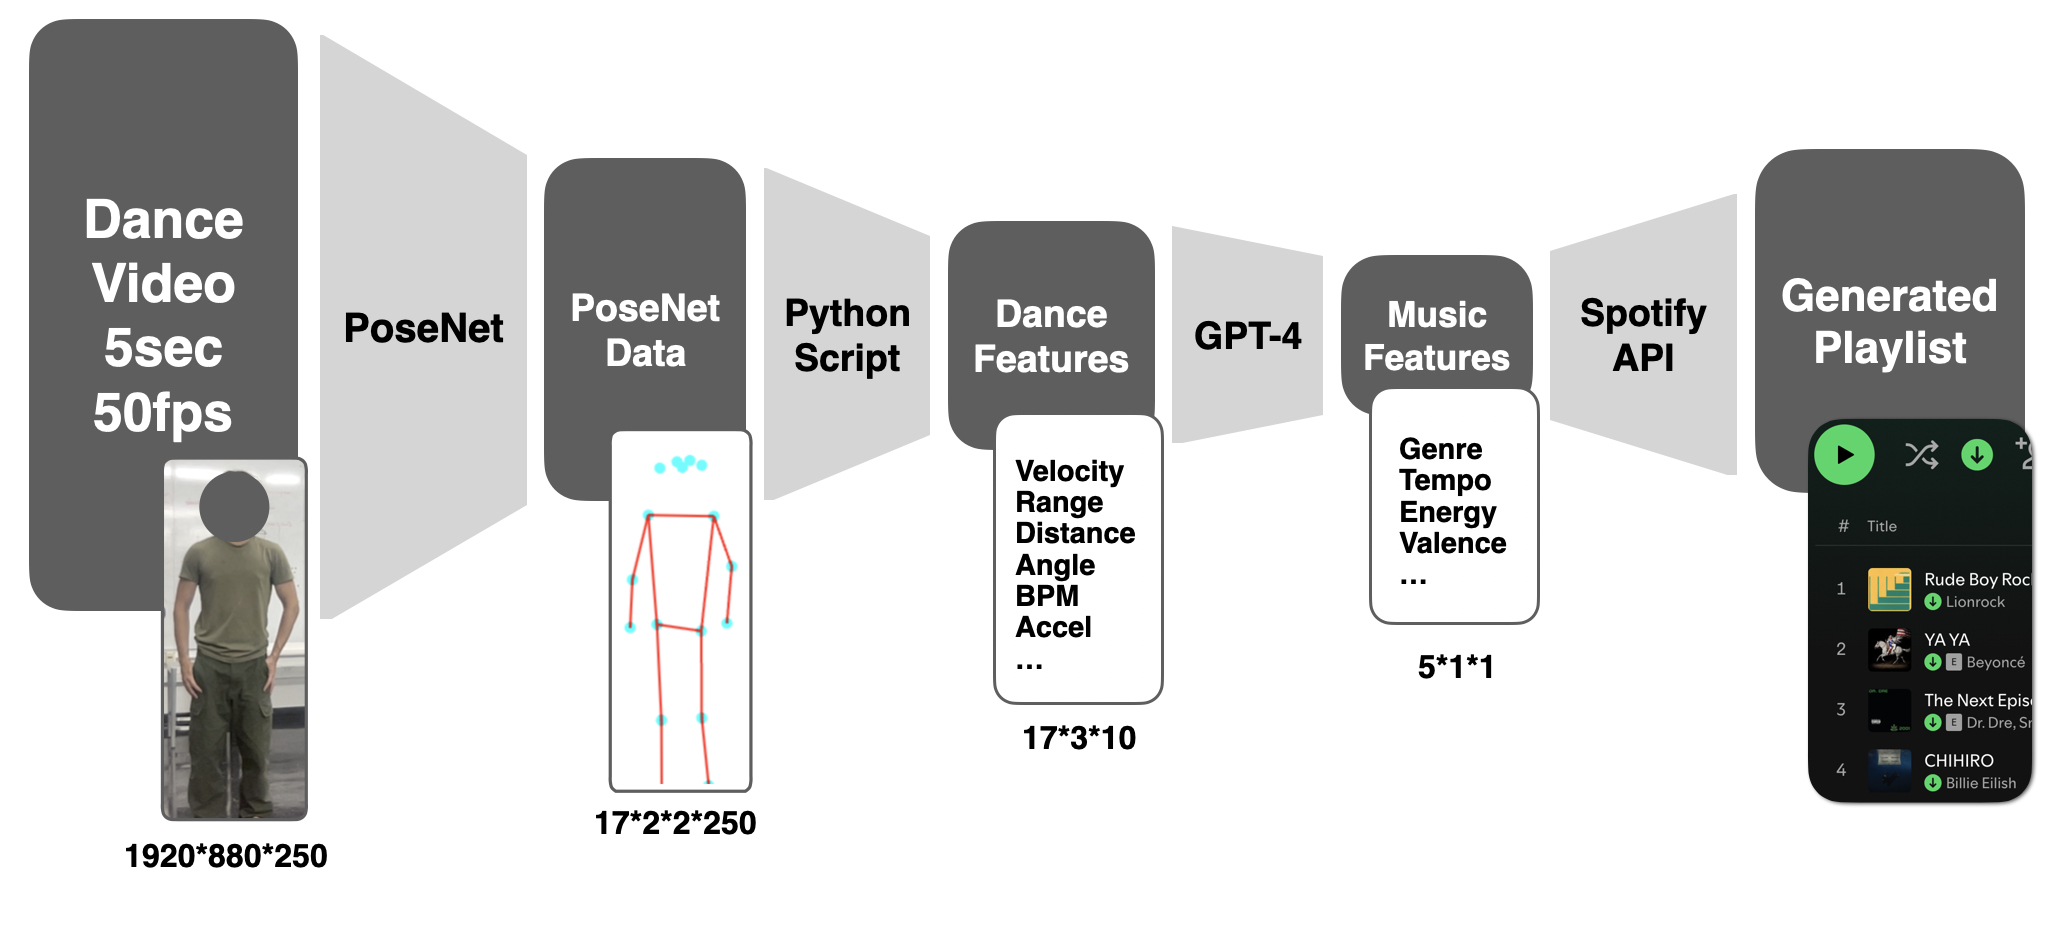 Dance
Video
5sec
50fps
1920*880*250
PoseNet
PoseNet
Data
17*2*2*250
Python
Script
Dance
Features
Velocity
Range
Distance
Angle
BPM
Accel
...
17*3*10
GPT-4
Music
Features
Genre
Tempo
Energy
Valence
...
5*1*1
Spotify
API
Generated
Playlist
# Title
1 Rude Boy Roc
Lionrock
2 YA YA
E Beyoncé
3 The Next Epis
E Dr. Dre, Sn
4 CHIHIRO
Billie Eilish